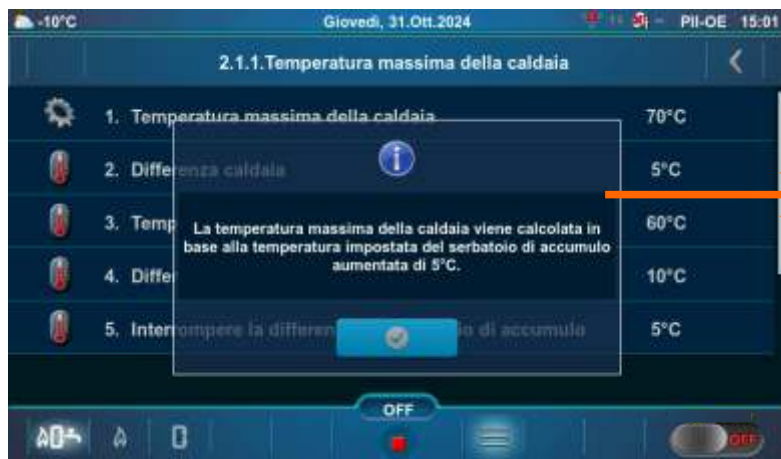 -10°C Giovedì, 31.Ott.2024 PII-OE 15:01
2.1.1.Temperatura massima della caldaia
1. Temperatura massima della caldaia 70°C
2. Differenza caldaia 5°C
3. Temp 60°C
La temperatura massima della caldaia viene calcolata in
base alla temperatura impostata del serbatoio di accumulo
aumentata di 5°C.
4. Diffe 10°C
5. Interrompere la differen io di accumulo 5°C
OFF
OFF